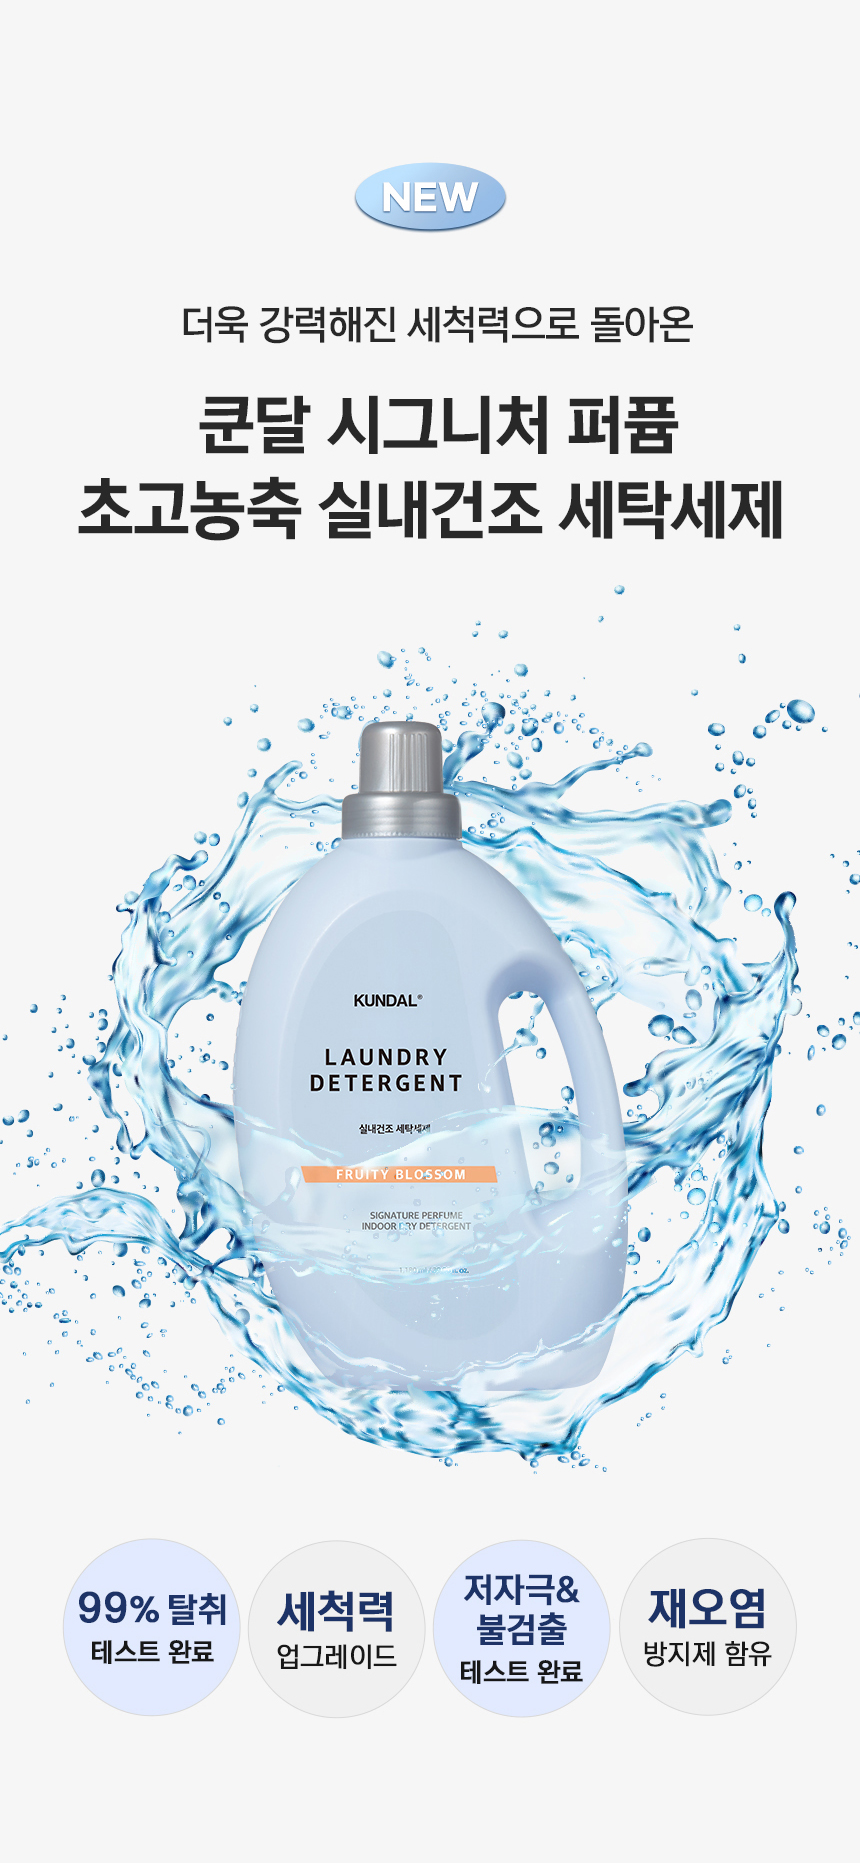 NEW
더욱 강력해진 세척력으로 돌아온
쿤달 시그니처 퍼퓸
초고농축 실내건조 세탁세제
KUNDAL®
LAUNDRY
DETERGENT
실내건조 세탁세제
FRUITY BLOSSOM
SIGNATURE PERFUME
INDOOR DRY DETERGENT
99% 탈취
테스트 완료
세척력
업그레이드
저자극&
불검출
테스트 완료
재오염
방지제 함유